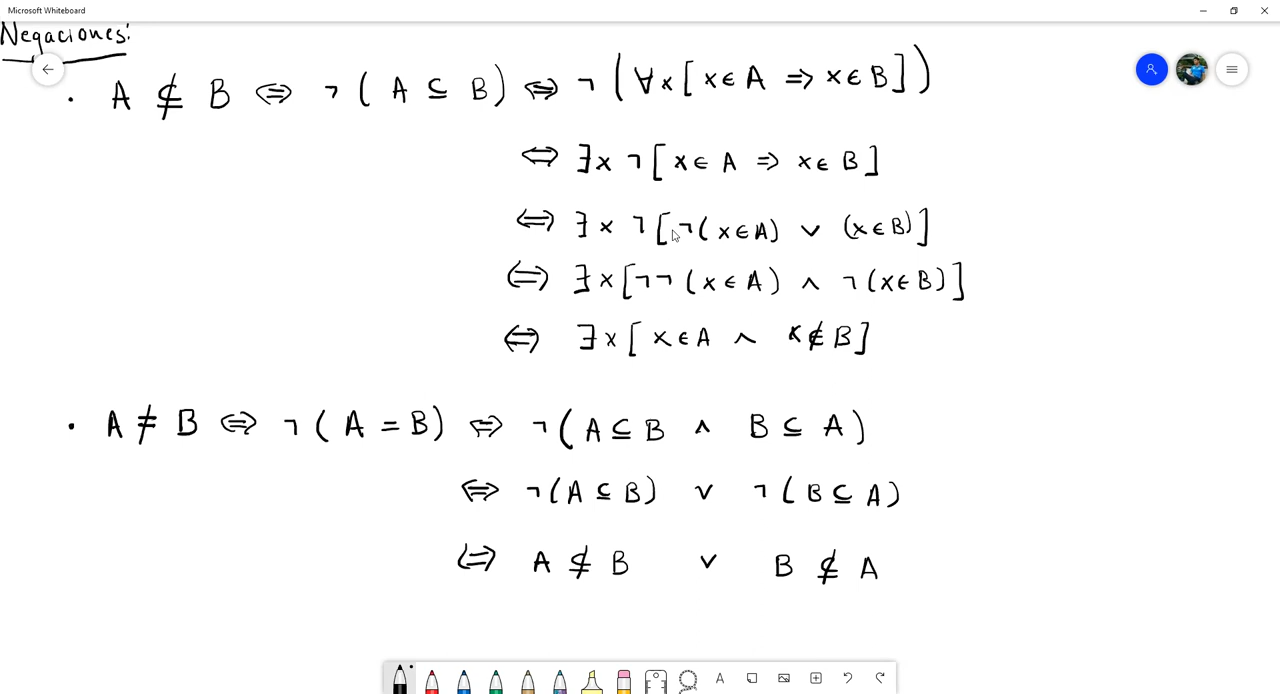 Microsoft Whiteboard
Negaciones:
• A ⊈ B ⇔ ¬ ( A ⊆ B ) ⇔ ¬ ( ∀x [ x ∈ A ⇒ x ∈ B ] )
⇔ ∃x ¬ [ x ∈ A ⇒ x ∈ B ]
⇔ ∃x ¬ [ ¬ ( x ∈ A ) ∨ ( x ∈ B ) ]
⇔ ∃x [ ¬¬ ( x ∈ A ) ∧ ¬ ( x ∈ B ) ]
⇔ ∃x [ x ∈ A ∧ x ∉ B ]
• A ≠ B ⇔ ¬ ( A = B ) ⇔ ¬ ( A ⊆ B ∧ B ⊆ A )
⇔ ¬ ( A ⊆ B ) ∨ ¬ ( B ⊆ A )
⇔ A ⊈ B ∨ B ⊈ A
A